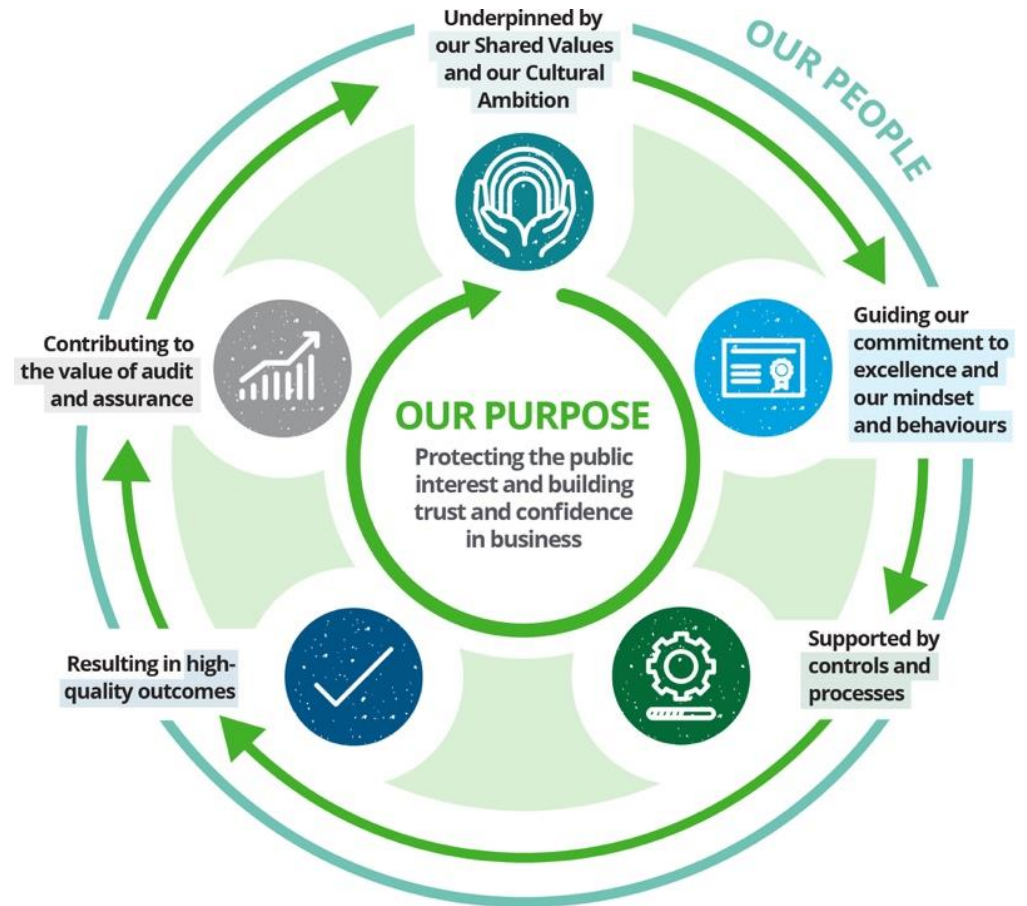 Underpinned by
our Shared Values
and our Cultural
Ambition
OUR PEOPLE
Guiding our
commitment to
excellence and
our mindset
and behaviours
Supported by
controls and
processes
Resulting in high-
quality outcomes
Contributing to
the value of audit
and assurance
OUR PURPOSE
Protecting the public
interest and building
trust and confidence
in business